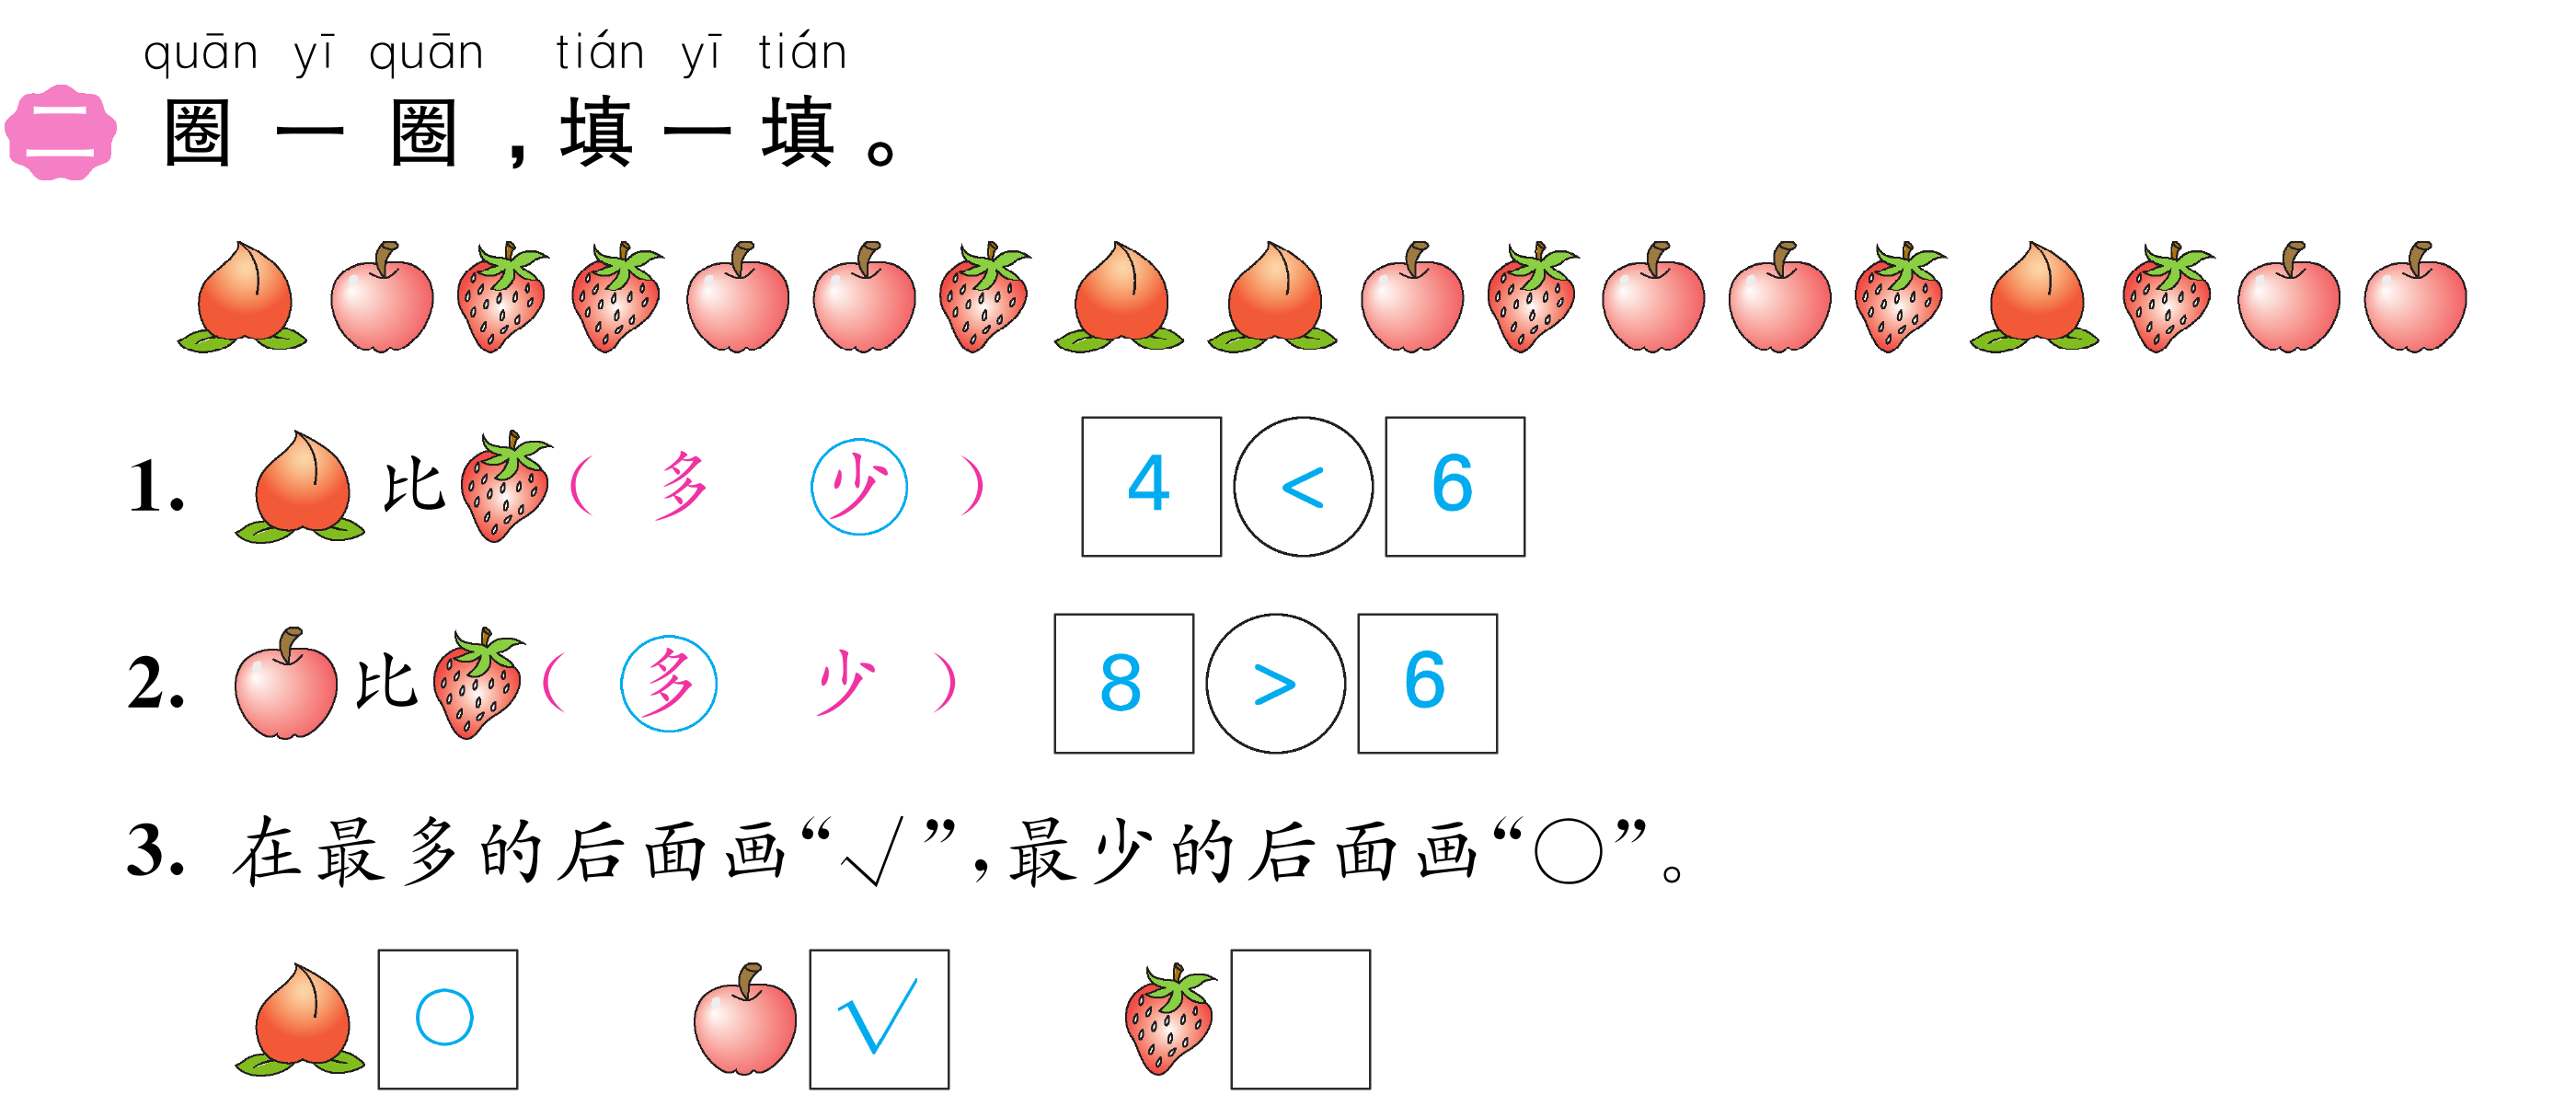 quān yī quān tián yī tián
二 圈一圈,填一填。
1. 比(多 少) 4 < 6
2. 比(多 少) 8 > 6
3. 在最多的后面画“√”,最少的后面画“○”。
○ √